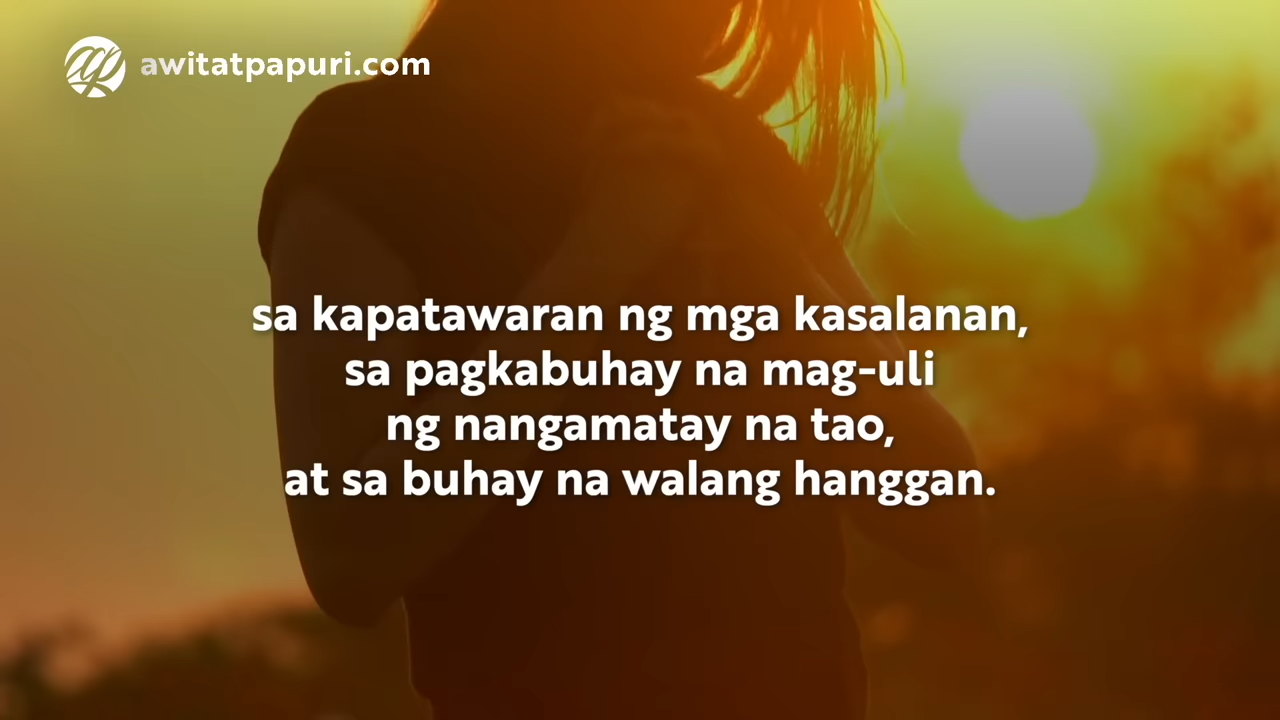 awitatpapuri.com
sa kapatawaran ng mga kasalanan,
sa pagkabuhay na mag-uli
ng nangamatay na tao,
at sa buhay na walang hanggan.